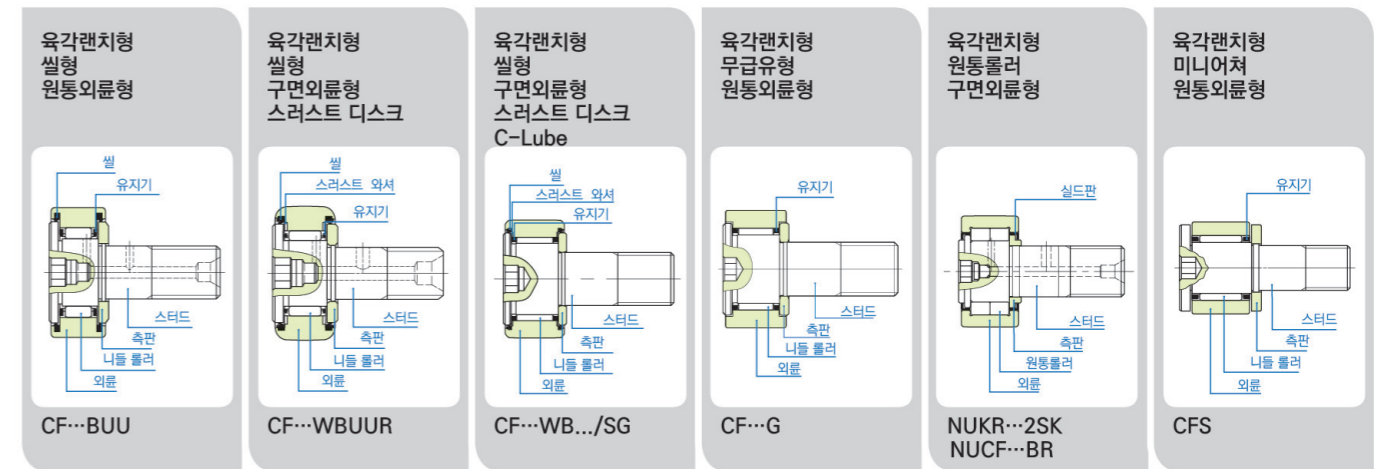 육각랜치형
씰형
원통외륜형
씰
유지기
스터드
측판
니들 롤러
외륜
CF···BUU
육각랜치형
씰형
구면외륜형
스러스트 디스크
씰
스러스트 와셔
유지기
스터드
측판
니들 롤러
외륜
CF···WBUUR
육각랜치형
씰형
구면외륜형
스러스트 디스크
C-Lube
씰
스러스트 와셔
유지기
스터드
측판
니들 롤러
외륜
CF···WB.../SG
육각랜치형
무급유형
원통외륜형
유지기
스터드
측판
니들 롤러
외륜
CF···G
육각랜치형
원통롤러
구면외륜형
실드판
스터드
측판
원통롤러
외륜
NUKR···2SK
NUCF···BR
육각랜치형
미니어쳐
원통외륜형
유지기
스터드
측판
니들 롤러
외륜
CFS